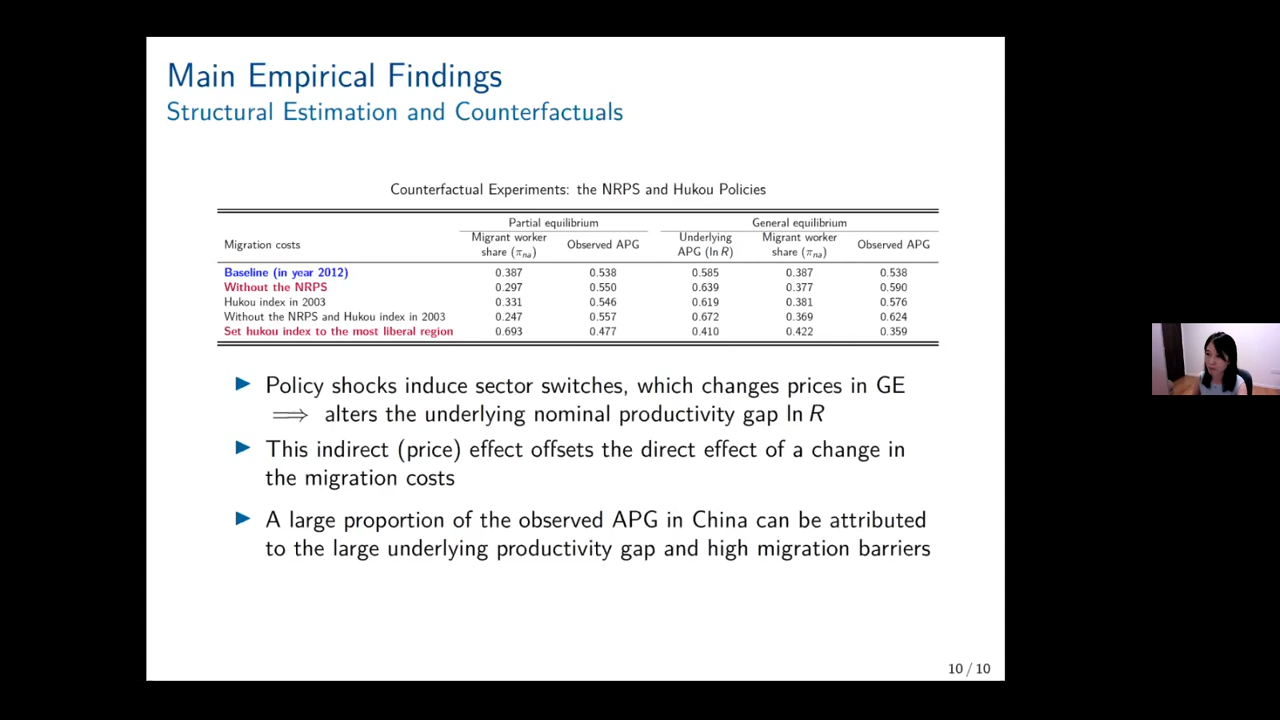 Main Empirical Findings
Structural Estimation and Counterfactuals
Counterfactual Experiments: the NRPS and Hukou Policies
Partial equilibrium General equilibrium
Migration costs Migrant worker share (πna) Observed APG Underlying APG (ln R) Migrant worker share (πna) Observed APG
Baseline (in year 2012) 0.387 0.538 0.585 0.387 0.538
Without the NRPS 0.297 0.550 0.639 0.377 0.590
Hukou index in 2003 0.331 0.546 0.619 0.381 0.576
Without the NRPS and Hukou index in 2003 0.247 0.557 0.672 0.369 0.624
Set hukou index to the most liberal region 0.693 0.477 0.410 0.422 0.359
▶ Policy shocks induce sector switches, which changes prices in GE
⟹ alters the underlying nominal productivity gap ln R
▶ This indirect (price) effect offsets the direct effect of a change in
the migration costs
▶ A large proportion of the observed APG in China can be attributed
to the large underlying productivity gap and high migration barriers
10 / 10